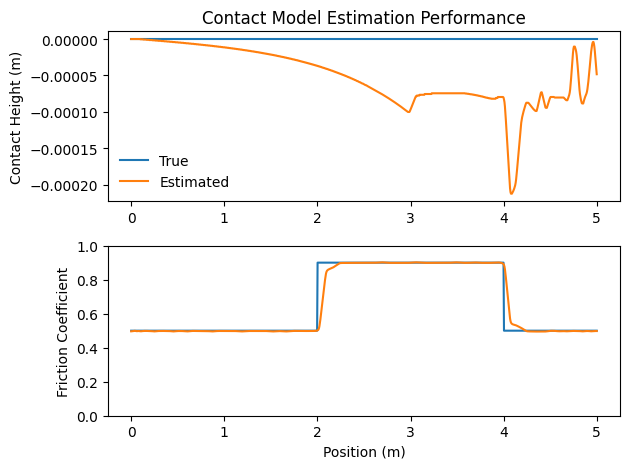 Contact Model Estimation Performance
Contact Height (m)
0.00000
−0.00005
−0.00010
−0.00015
−0.00020
True
Estimated
0 1 2 3 4 5
Friction Coefficient
1.0
0.8
0.6
0.4
0.2
0.0
0 1 2 3 4 5
Position (m)